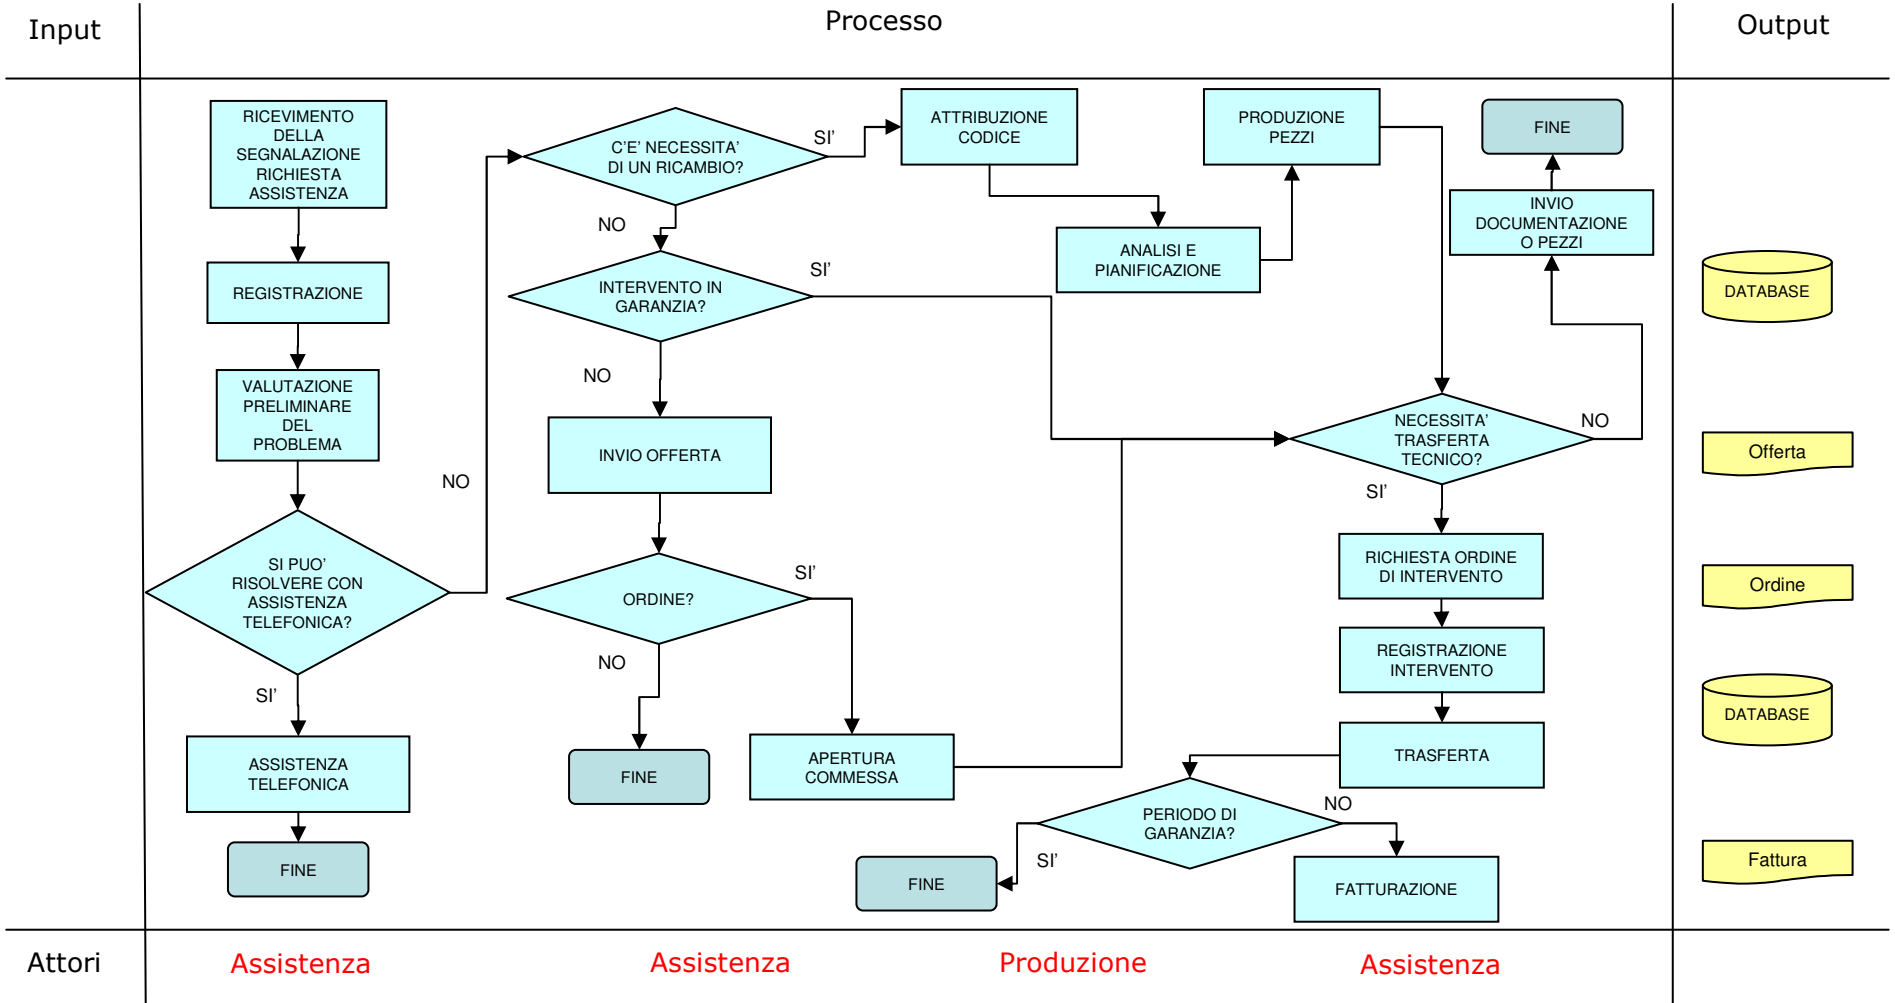 Input
Processo
Output
RICEVIMENTO
DELLA
SEGNALAZIONE
RICHIESTA
ASSISTENZA
REGISTRAZIONE
VALUTAZIONE
PRELIMINARE
DEL
PROBLEMA
SI PUO'
RISOLVERE CON
ASSISTENZA
TELEFONICA?
NO
SI'
ASSISTENZA
TELEFONICA
FINE
C'E' NECESSITA'
DI UN RICAMBIO?
SI'
NO
INTERVENTO IN
GARANZIA?
SI'
NO
INVIO OFFERTA
ORDINE?
SI'
NO
FINE
APERTURA
COMMESSA
ATTRIBUZIONE
CODICE
ANALISI E
PIANIFICAZIONE
PRODUZIONE
PEZZI
FINE
INVIO
DOCUMENTAZIONE
O PEZZI
NECESSITA'
TRASFERTA
TECNICO?
NO
SI'
RICHIESTA ORDINE
DI INTERVENTO
REGISTRAZIONE
INTERVENTO
TRASFERTA
PERIODO DI
GARANZIA?
NO
SI'
FINE
FATTURAZIONE
DATABASE
Offerta
Ordine
DATABASE
Fattura
Attori
Assistenza
Assistenza
Produzione
Assistenza